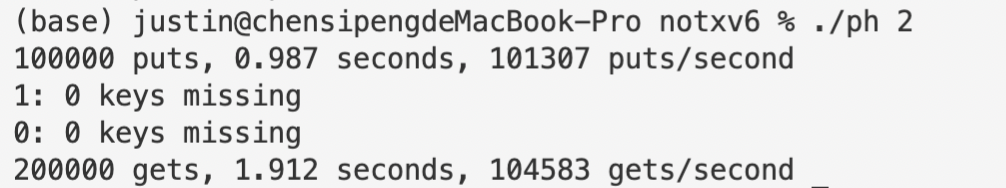 (base) justin@chensipengdeMacBook-Pro notxv6 % ./ph 2
100000 puts, 0.987 seconds, 101307 puts/second
1: 0 keys missing
0: 0 keys missing
200000 gets, 1.912 seconds, 104583 gets/second